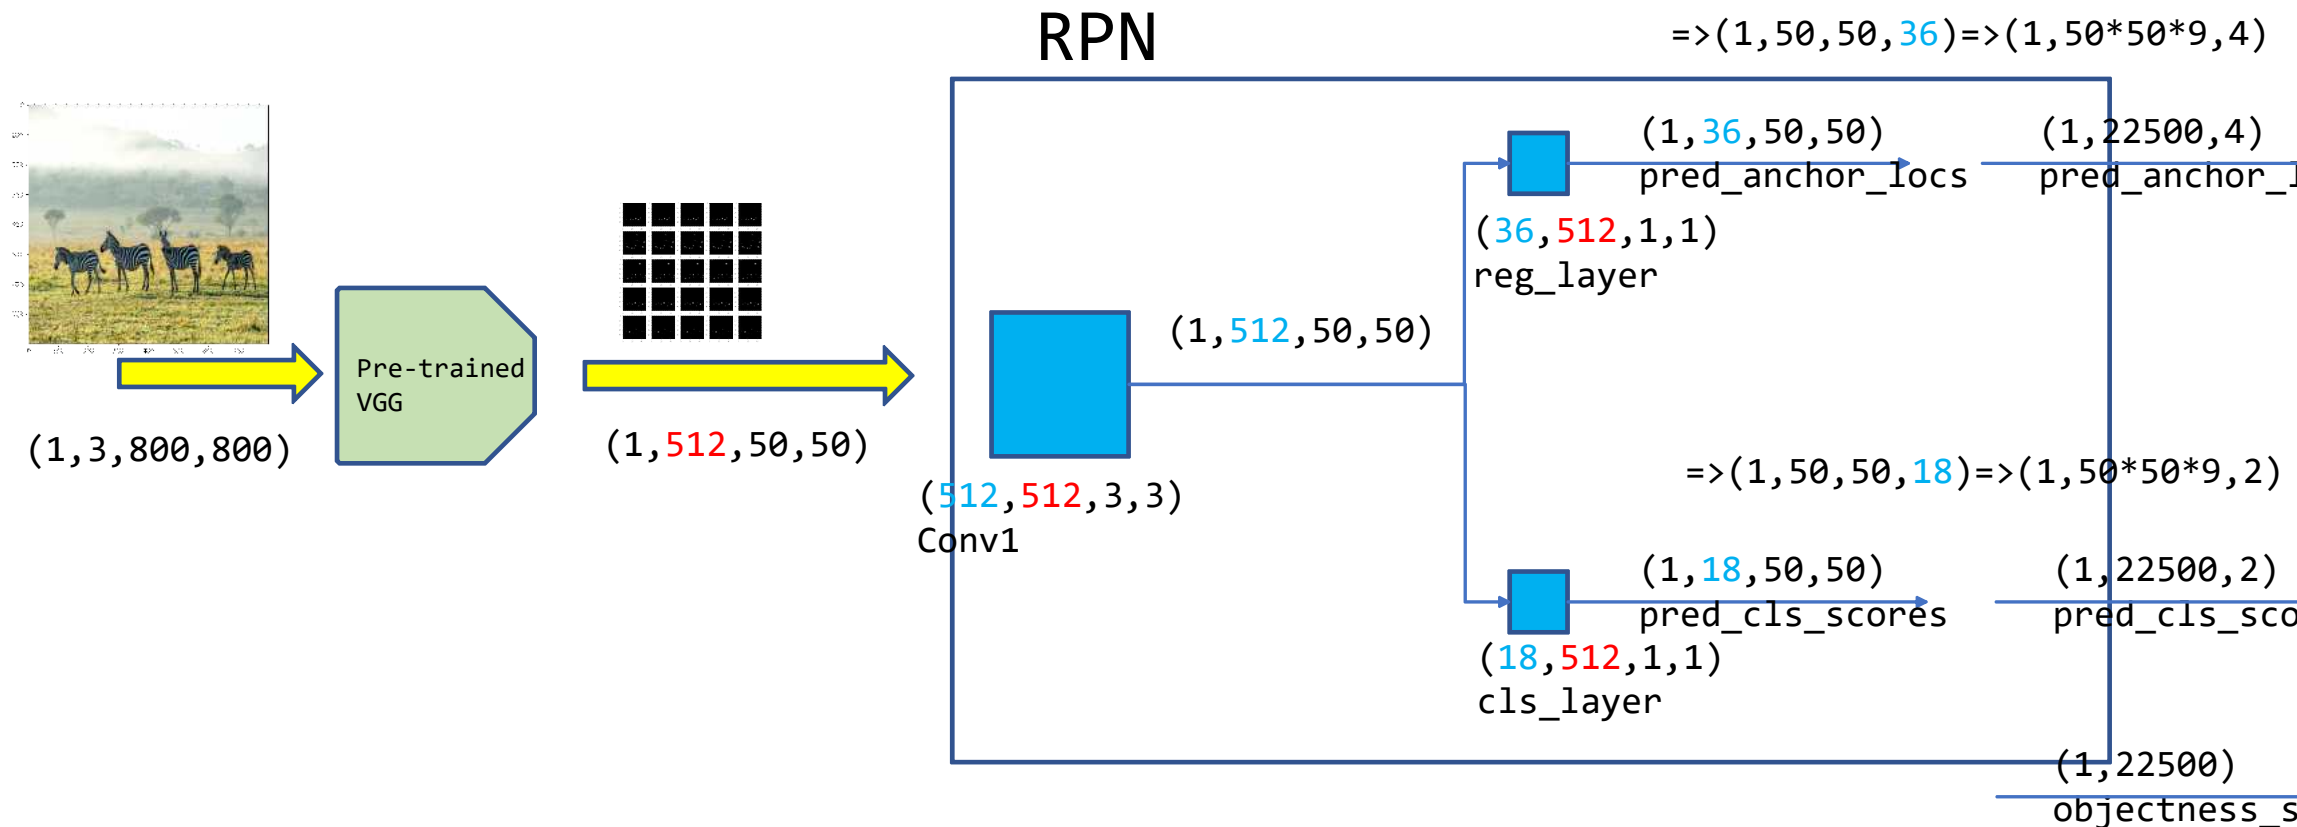 RPN
=>(1,50,50,36)=>(1,50*50*9,4)
(1,36,50,50)
pred_anchor_locs
(1,22500,4)
pred_anchor_l
(36,512,1,1)
reg_layer
(1,512,50,50)
Pre-trained
VGG
(1,3,800,800)
(1,512,50,50)
(512,512,3,3)
Conv1
=>(1,50,50,18)=>(1,50*50*9,2)
(1,18,50,50)
pred_cls_scores
(1,22500,2)
pred_cls_sco
(18,512,1,1)
cls_layer
(1,22500)
objectness_s